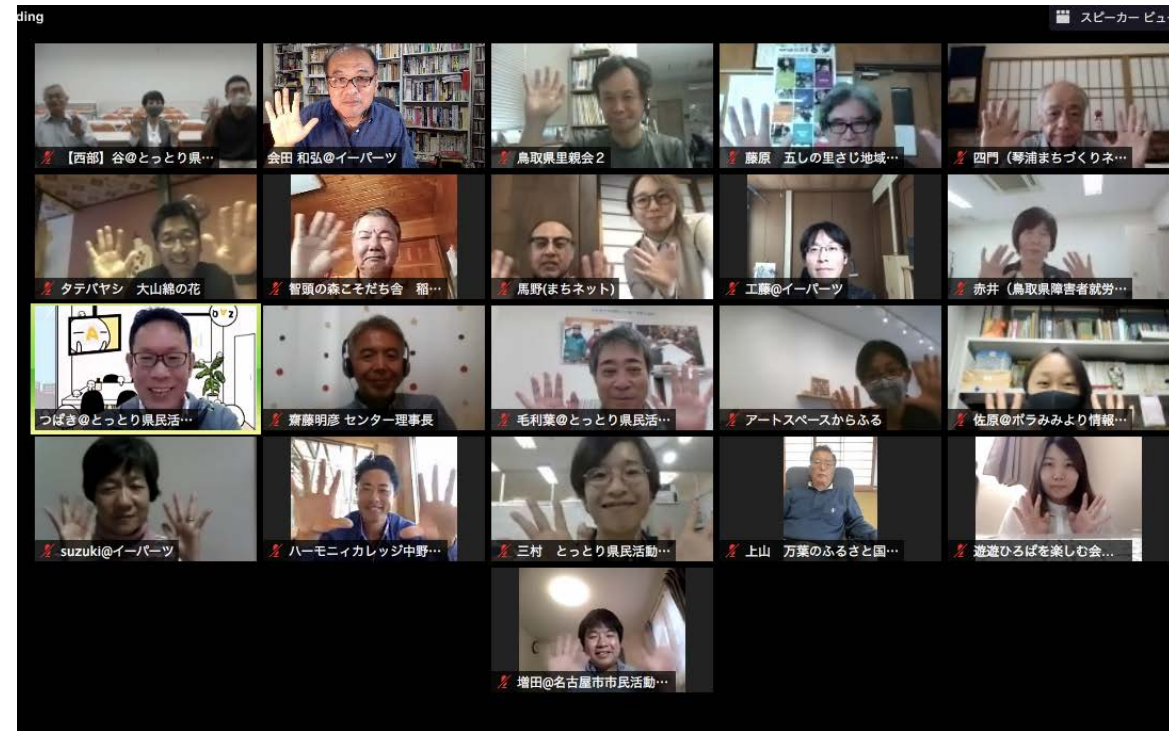 ding
スピーカー ビュー
【西部】谷@とっとり県…
会田 和弘@イーパーツ
鳥取県里親会２
藤原　五しの里さじ地域…
四門（琴浦まちづくりネ…
タテバヤシ　大山綿の花
智頭の森こそだち舎　稲…
馬野(まちネット)
工藤@イーパーツ
赤井（鳥取県障害者就労…
つばき@とっとり県民活…
齋藤明彦 センター理事長
毛利葉@とっとり県民活…
アートスペースからふる
佐原@ボラみみより情報…
suzuki@イーパーツ
ハーモニィカレッジ中野…
三村　とっとり県民活動…
上山　万葉のふるさと国…
遊遊ひろばを楽しむ会...
増田@名古屋市市民活動…